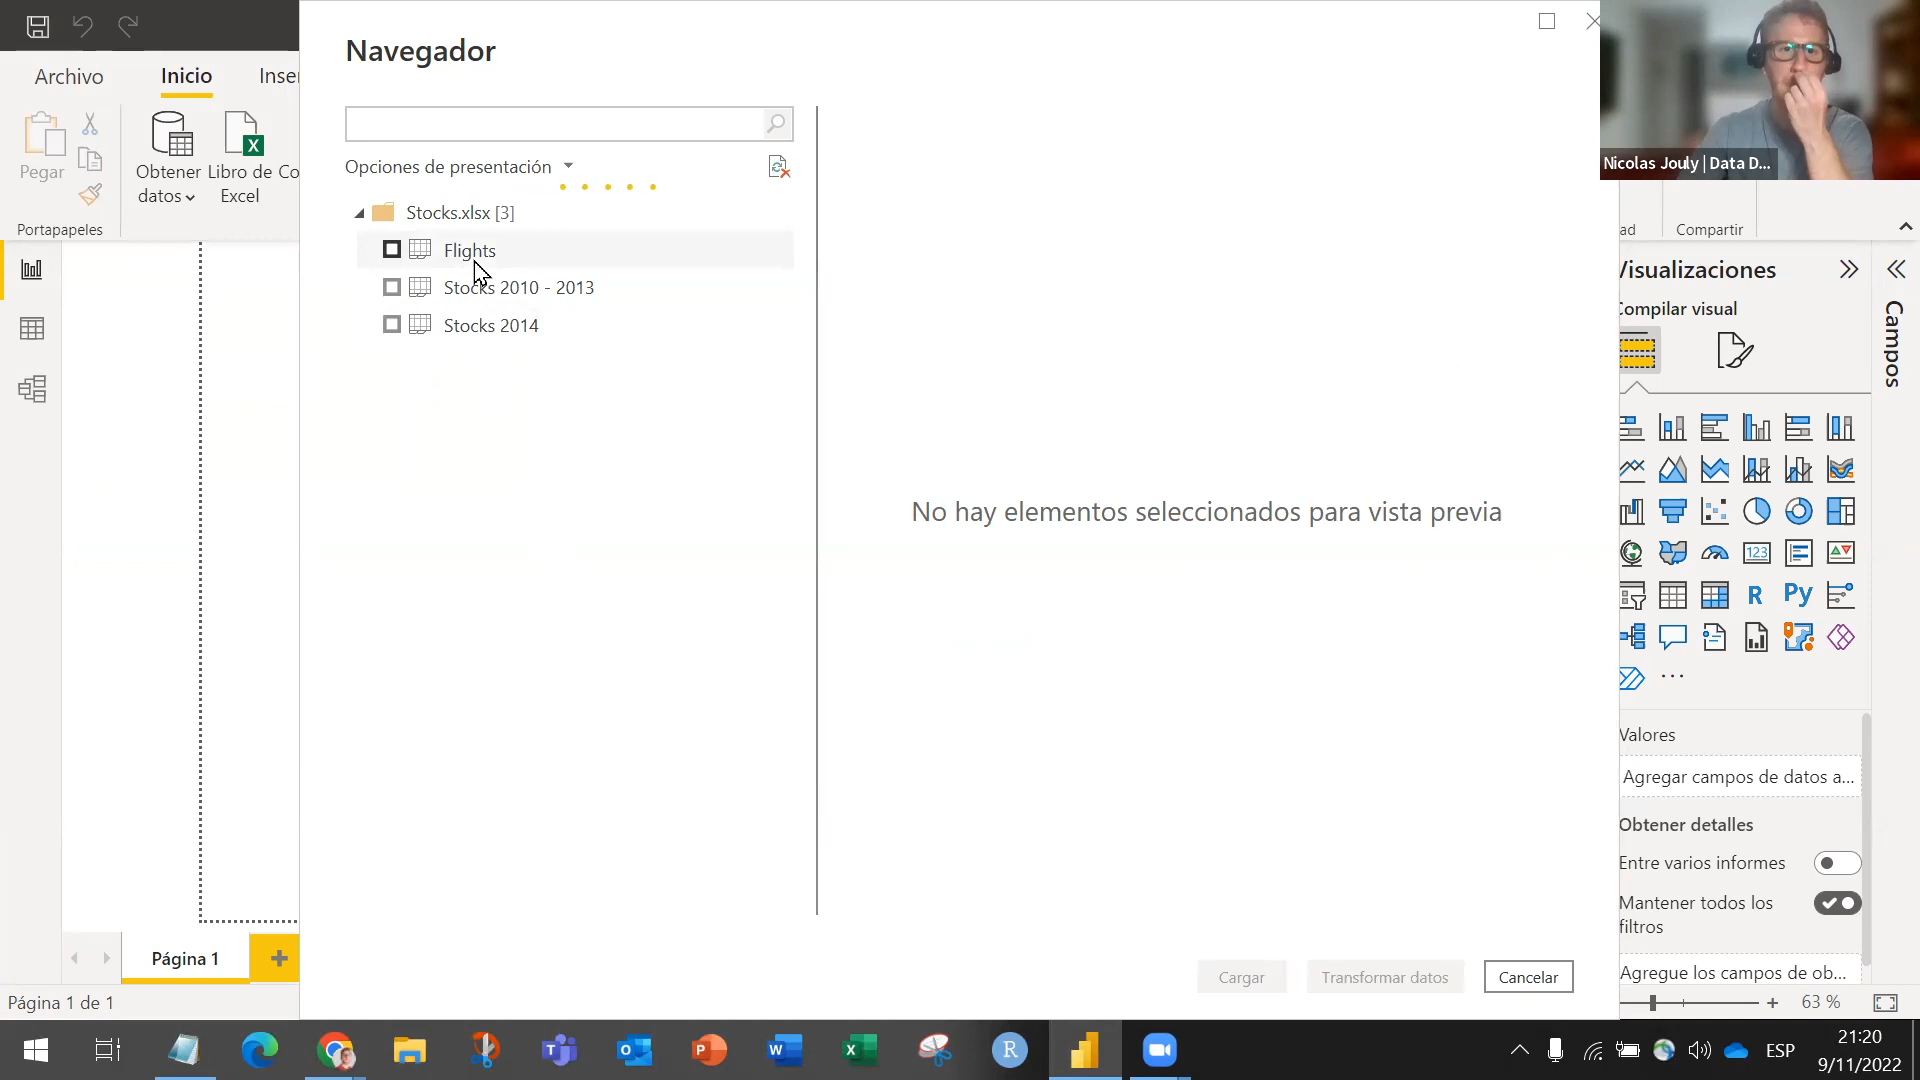 Navegador
Archivo
Inicio
Inser
Pegar
Obtener
datos
Libro de
Excel
Co
Portapapeles
Opciones de presentación
Stocks.xlsx [3]
Flights
Stocks 2010 - 2013
Stocks 2014
No hay elementos seleccionados para vista previa
Cargar
Transformar datos
Cancelar
Nicolas Jouly | Data D...
ad
Compartir
Visualizaciones
Compilar visual
Campos
123
R
Py
...
Valores
Agregar campos de datos a...
Obtener detalles
Entre varios informes
Mantener todos los
filtros
Agregue los campos de ob...
Página 1
Página 1 de 1
63 %
ESP
21:20
9/11/2022